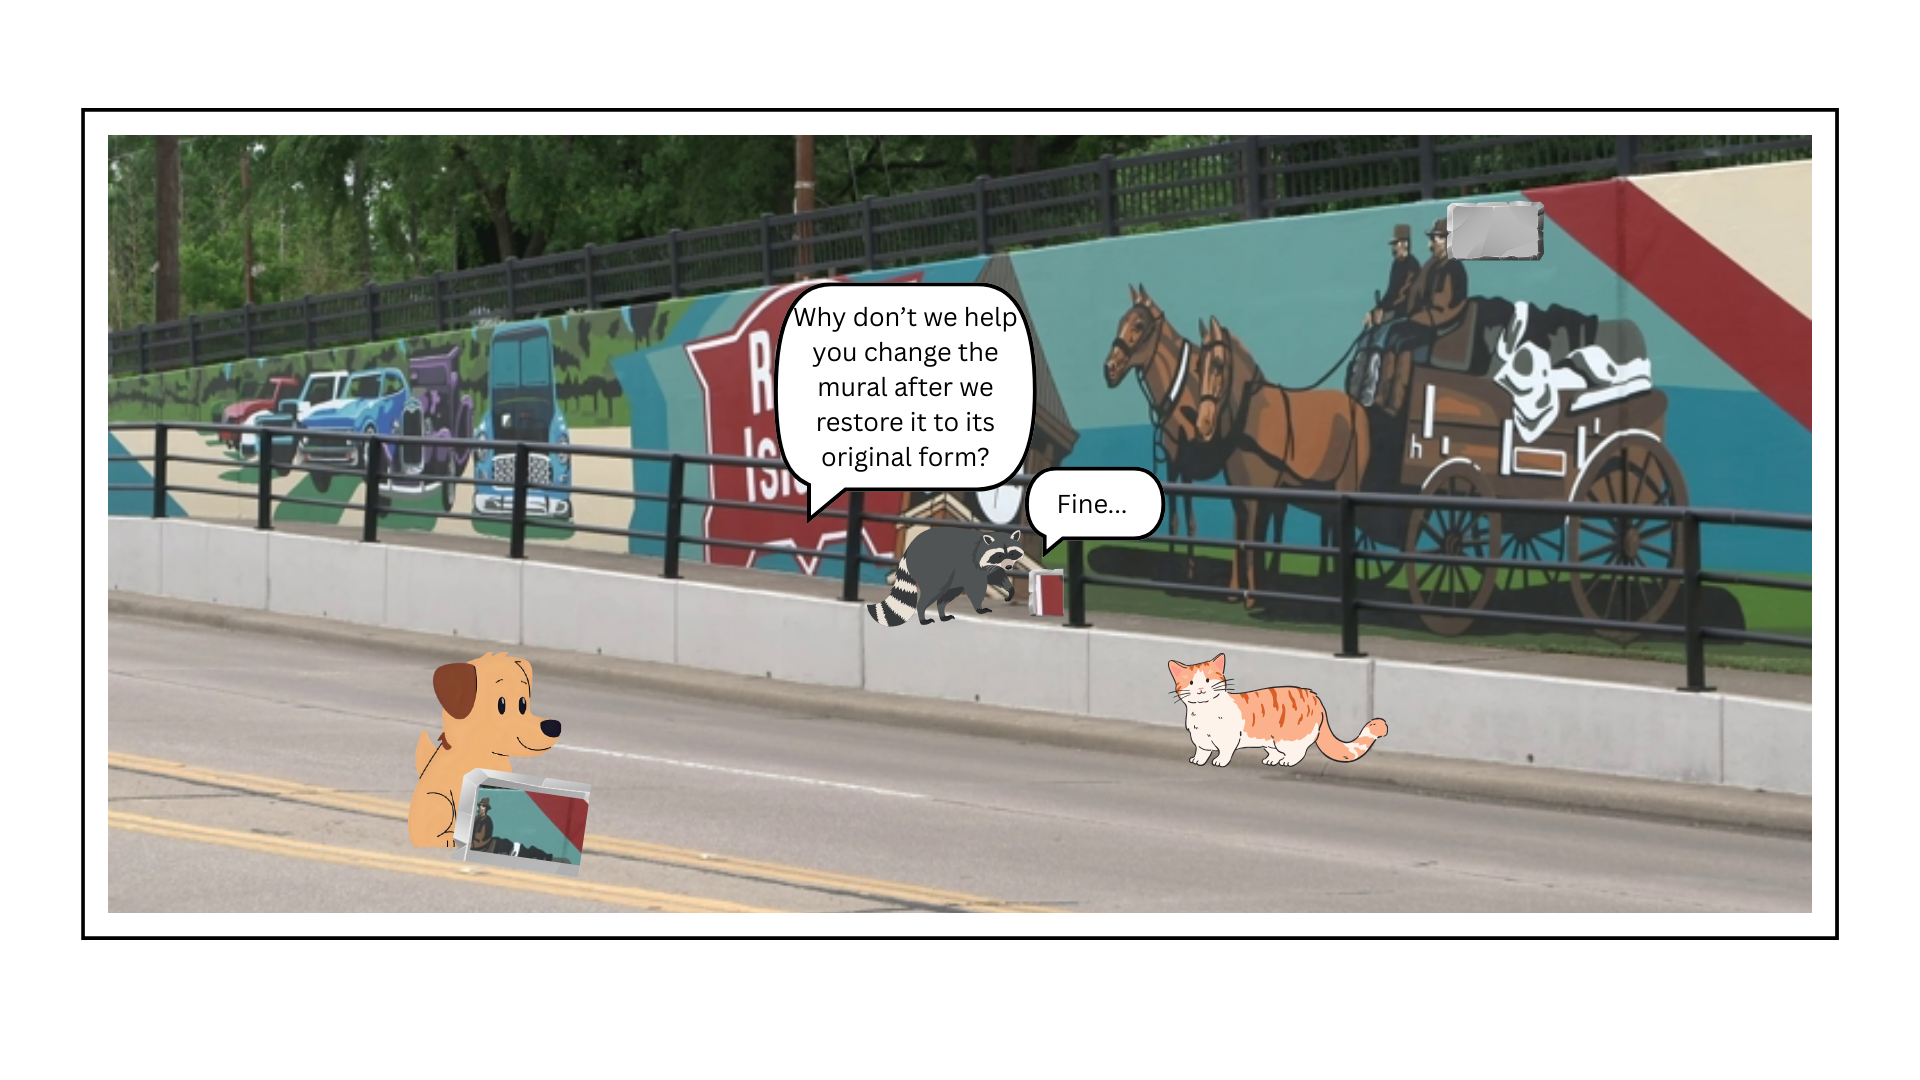 Why don’t we help
you change the
mural after we
restore it to its
original form?
Fine...